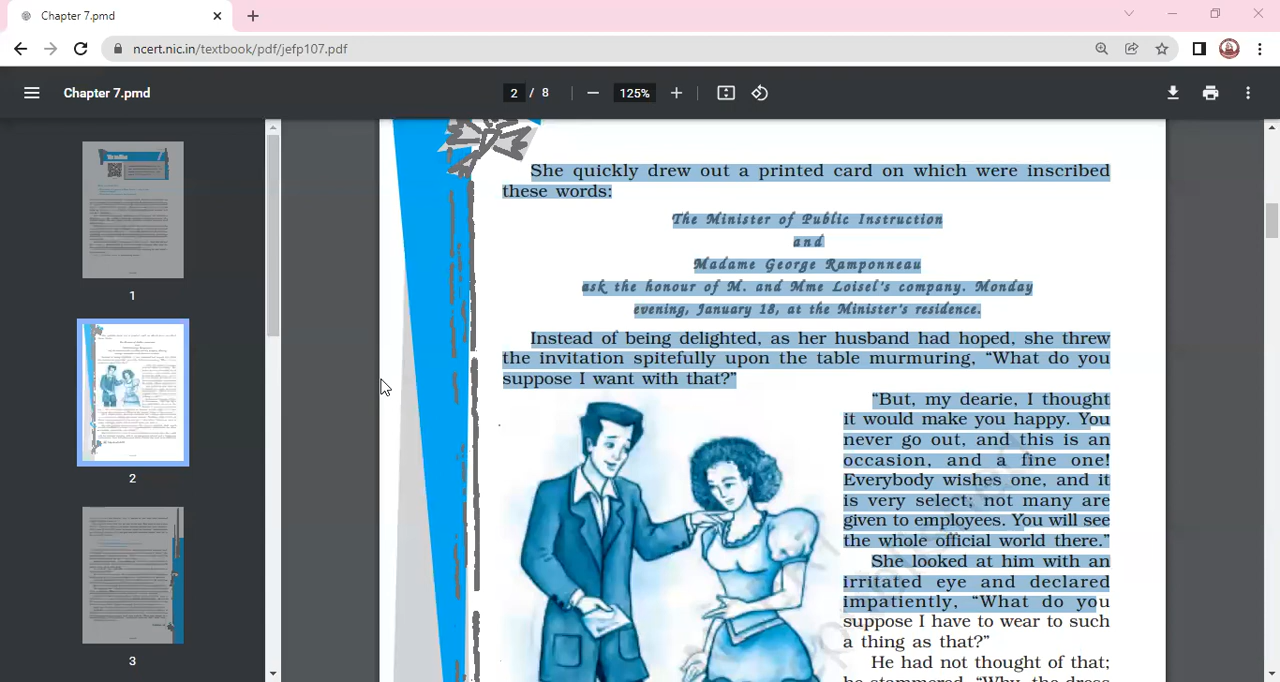 Chapter 7.pmd
ncert.nic.in/textbook/pdf/jefp107.pdf
Chapter 7.pmd
2 / 8
125%
1
2
3
She quickly drew out a printed card on which were inscribed
these words:
The Minister of Public Instruction
and
Madame George Ramponneau
ask the honour of M. and Mme Loisel's company. Monday
evening, January 18, at the Minister's residence.
Instead of being delighted, as her husband had hoped, she threw
the invitation spitefully upon the table murmuring, “What do you
suppose I want with that?”
“But, my dearie, I thought
it would make you happy. You
never go out, and this is an
occasion, and a fine one!
Everybody wishes one, and it
is very select; not many are
given to employees. You will see
the whole official world there.”
She looked at him with an
irritated eye and declared
impatiently, “What do you
suppose I have to wear to such
a thing as that?”
He had not thought of that;
he stammered, “Why, the dress